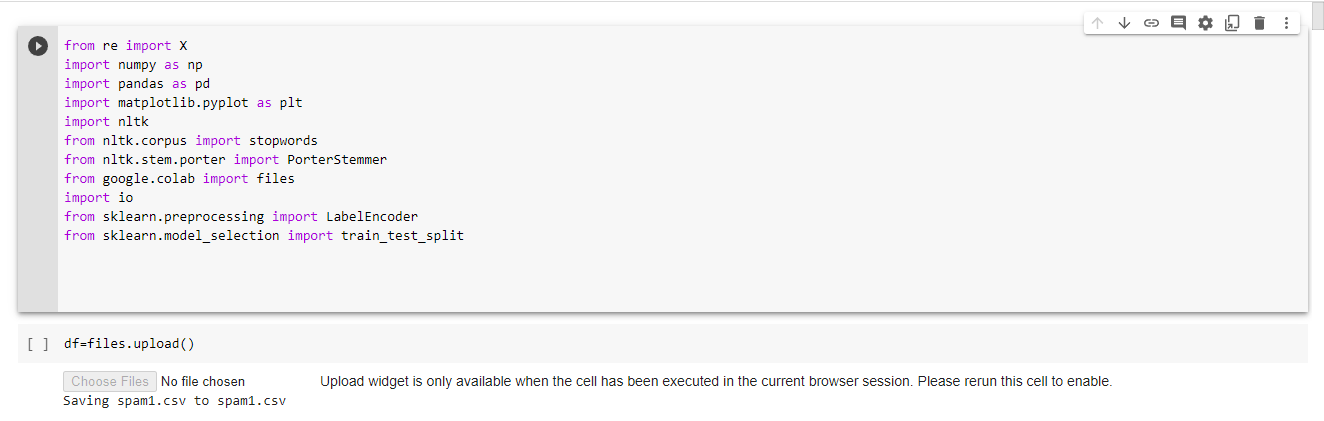 from re import X
import numpy as np
import pandas as pd
import matplotlib.pyplot as plt
import nltk
from nltk.corpus import stopwords
from nltk.stem.porter import PorterStemmer
from google.colab import files
import io
from sklearn.preprocessing import LabelEncoder
from sklearn.model_selection import train_test_split
[ ] df=files.upload()
Choose Files No file chosen Upload widget is only available when the cell has been executed in the current browser session. Please rerun this cell to enable.
Saving spam1.csv to spam1.csv